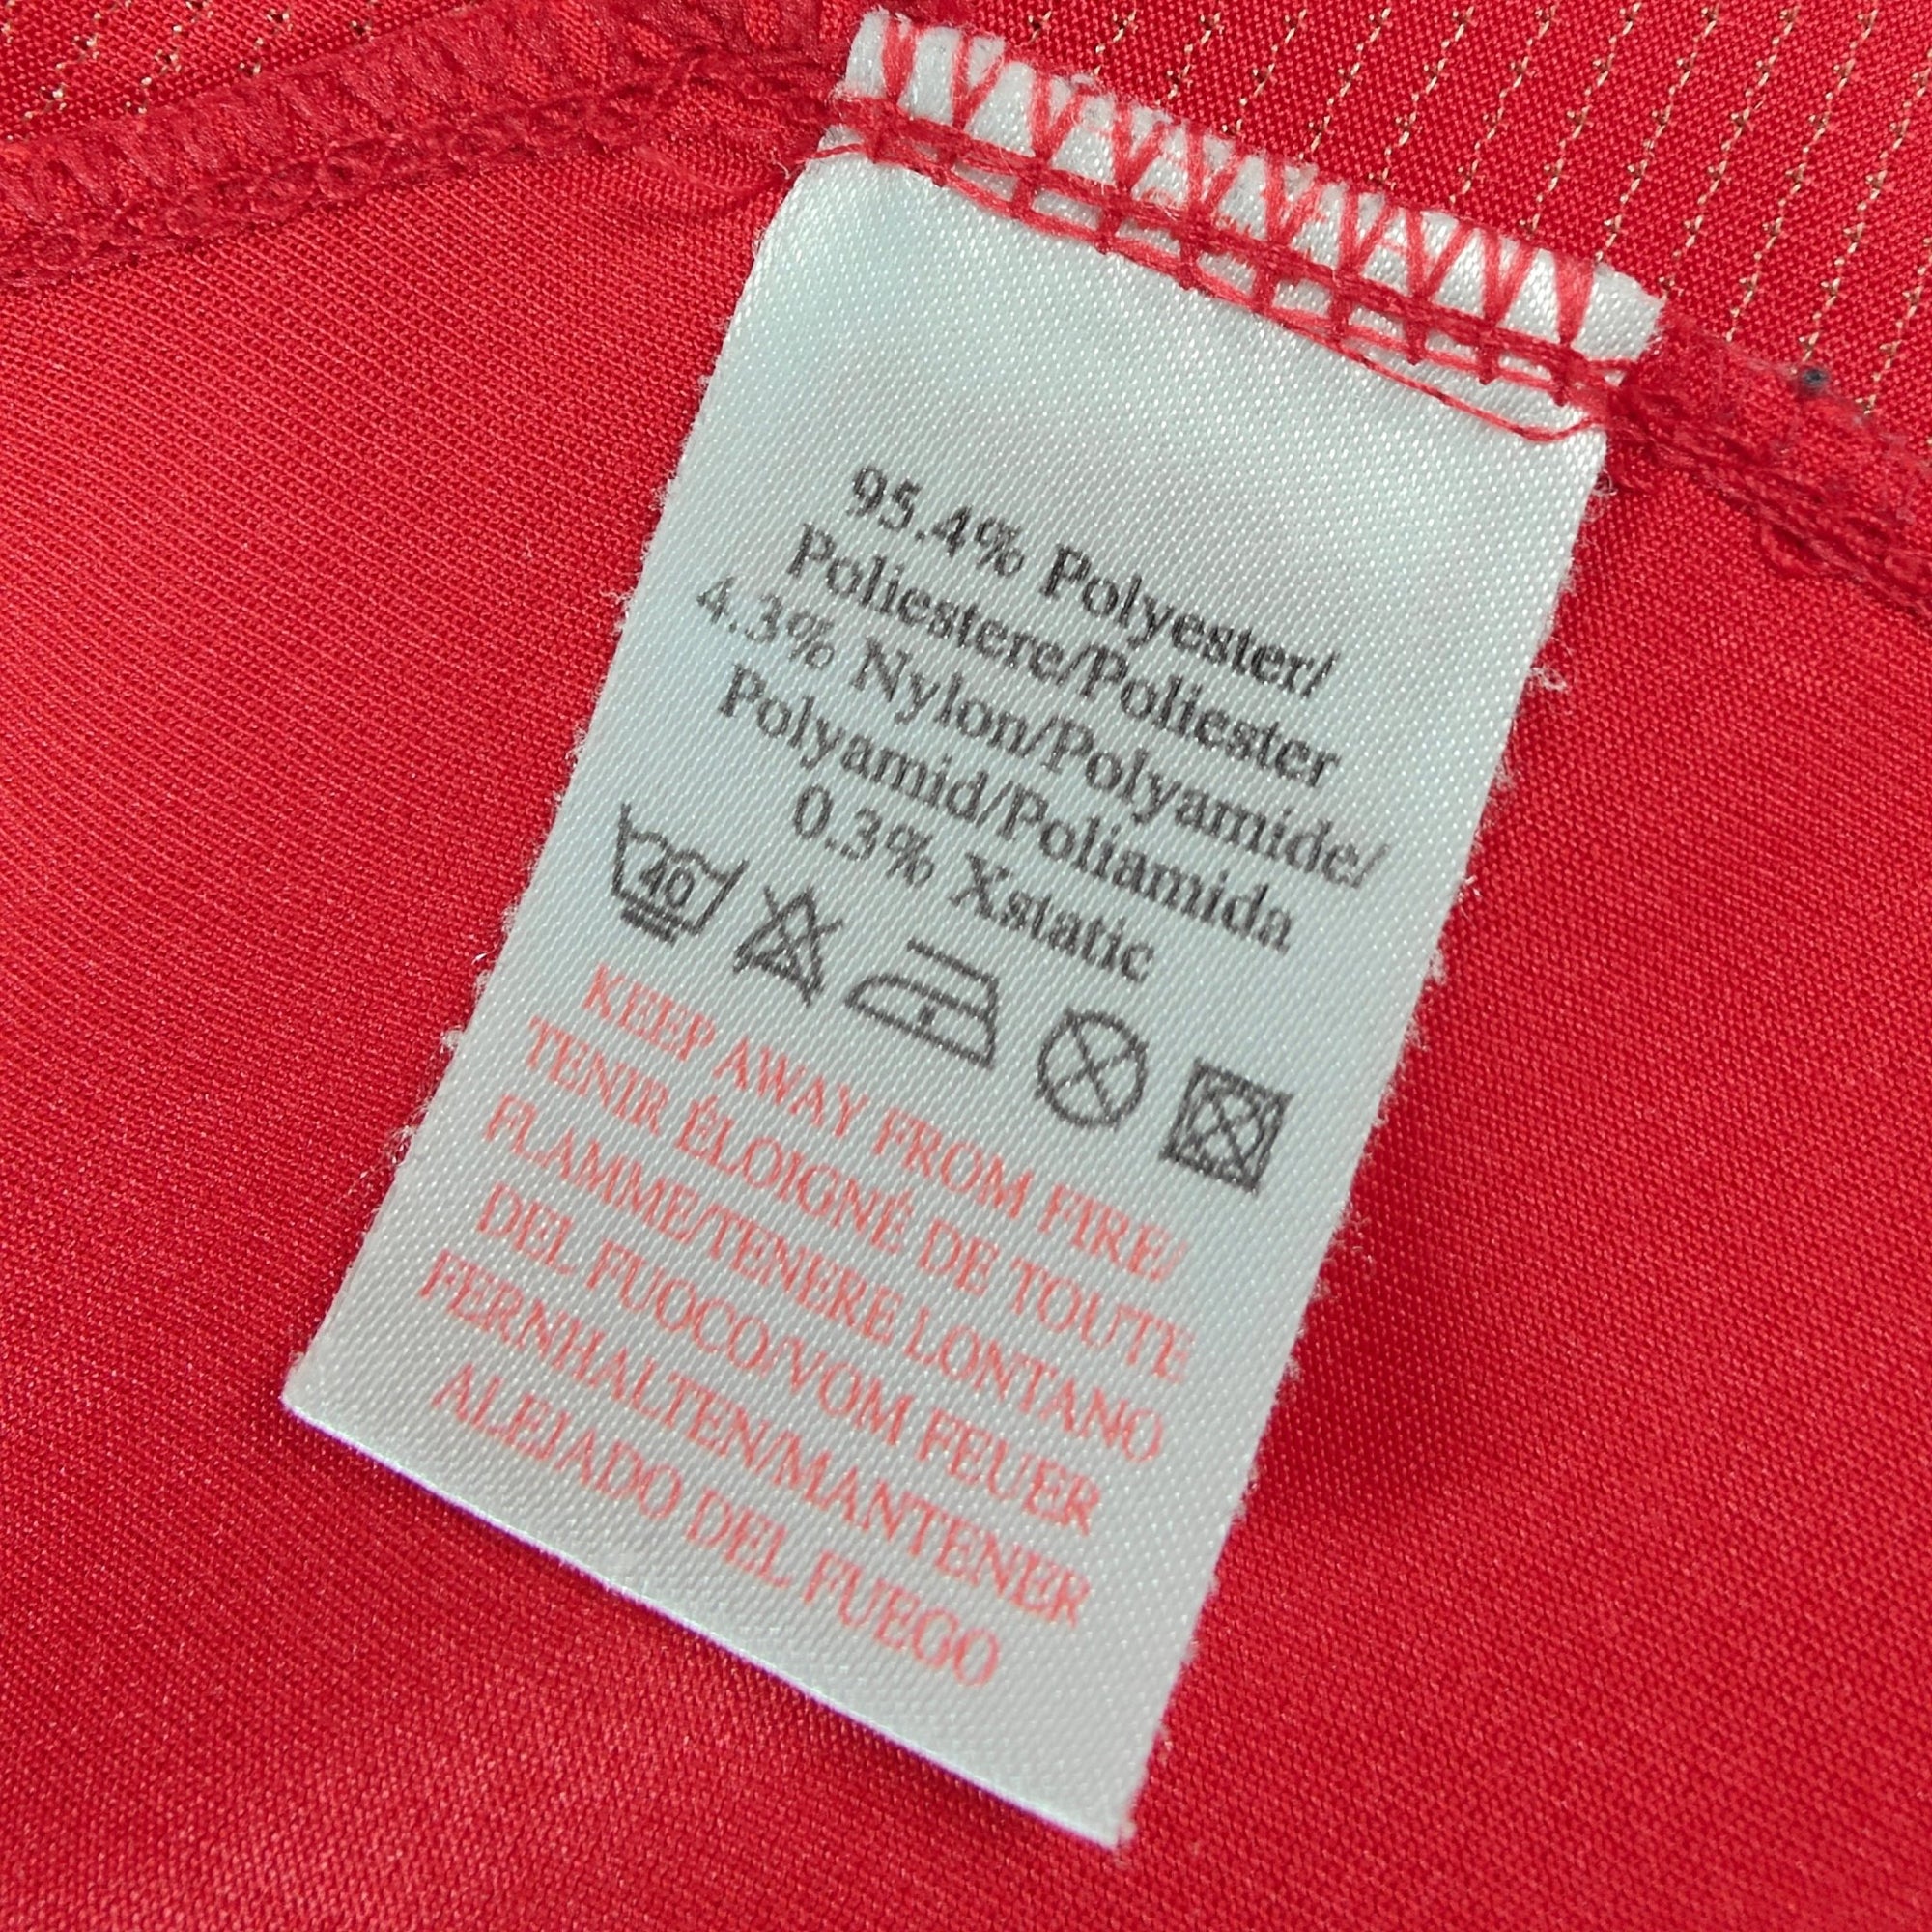 95.4% Polyester/
Poliestere/Poliester
4.3% Nylon/Polyamide/
Polyamid/Poliamida
0.3% Xstatic
40
KEEP AWAY FROM FIRE/
TENIR ÉLOIGNÉ DE TOUTE
FLAMME/TENERE LONTANO
DEL FUOCO/VOM FEUER
FERNHALTEN/MANTENER
ALEJADO DEL FUEGO